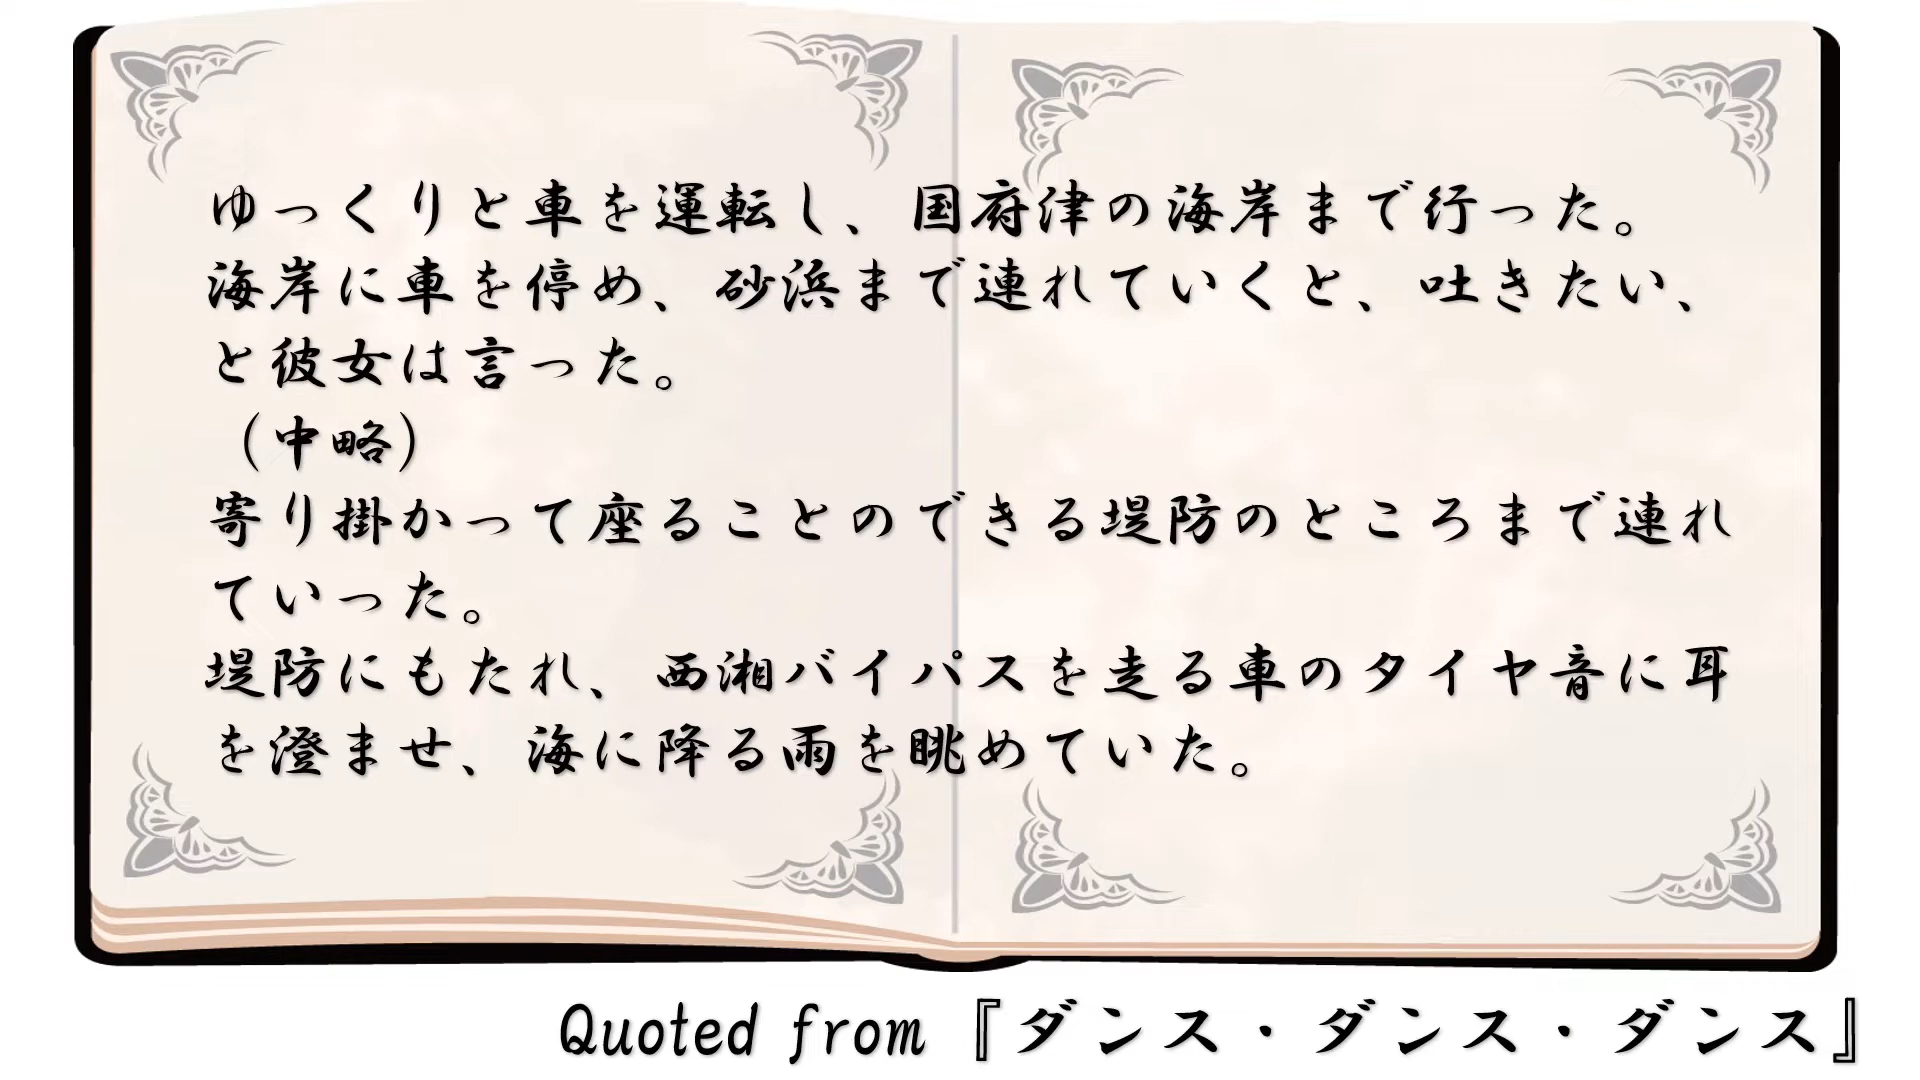 ゆっくりと車を運転し、国府津の海岸まで行った。
海岸に車を停め、砂浜まで連れていくと、吐きたい、
と彼女は言った。
（中略）
寄り掛かって座ることのできる堤防のところまで連れ
ていった。
堤防にもたれ、西湘バイパスを走る車のタイヤ音に耳
を澄ませ、海に降る雨を眺めていた。
Quoted from『ダンス・ダンス・ダンス』